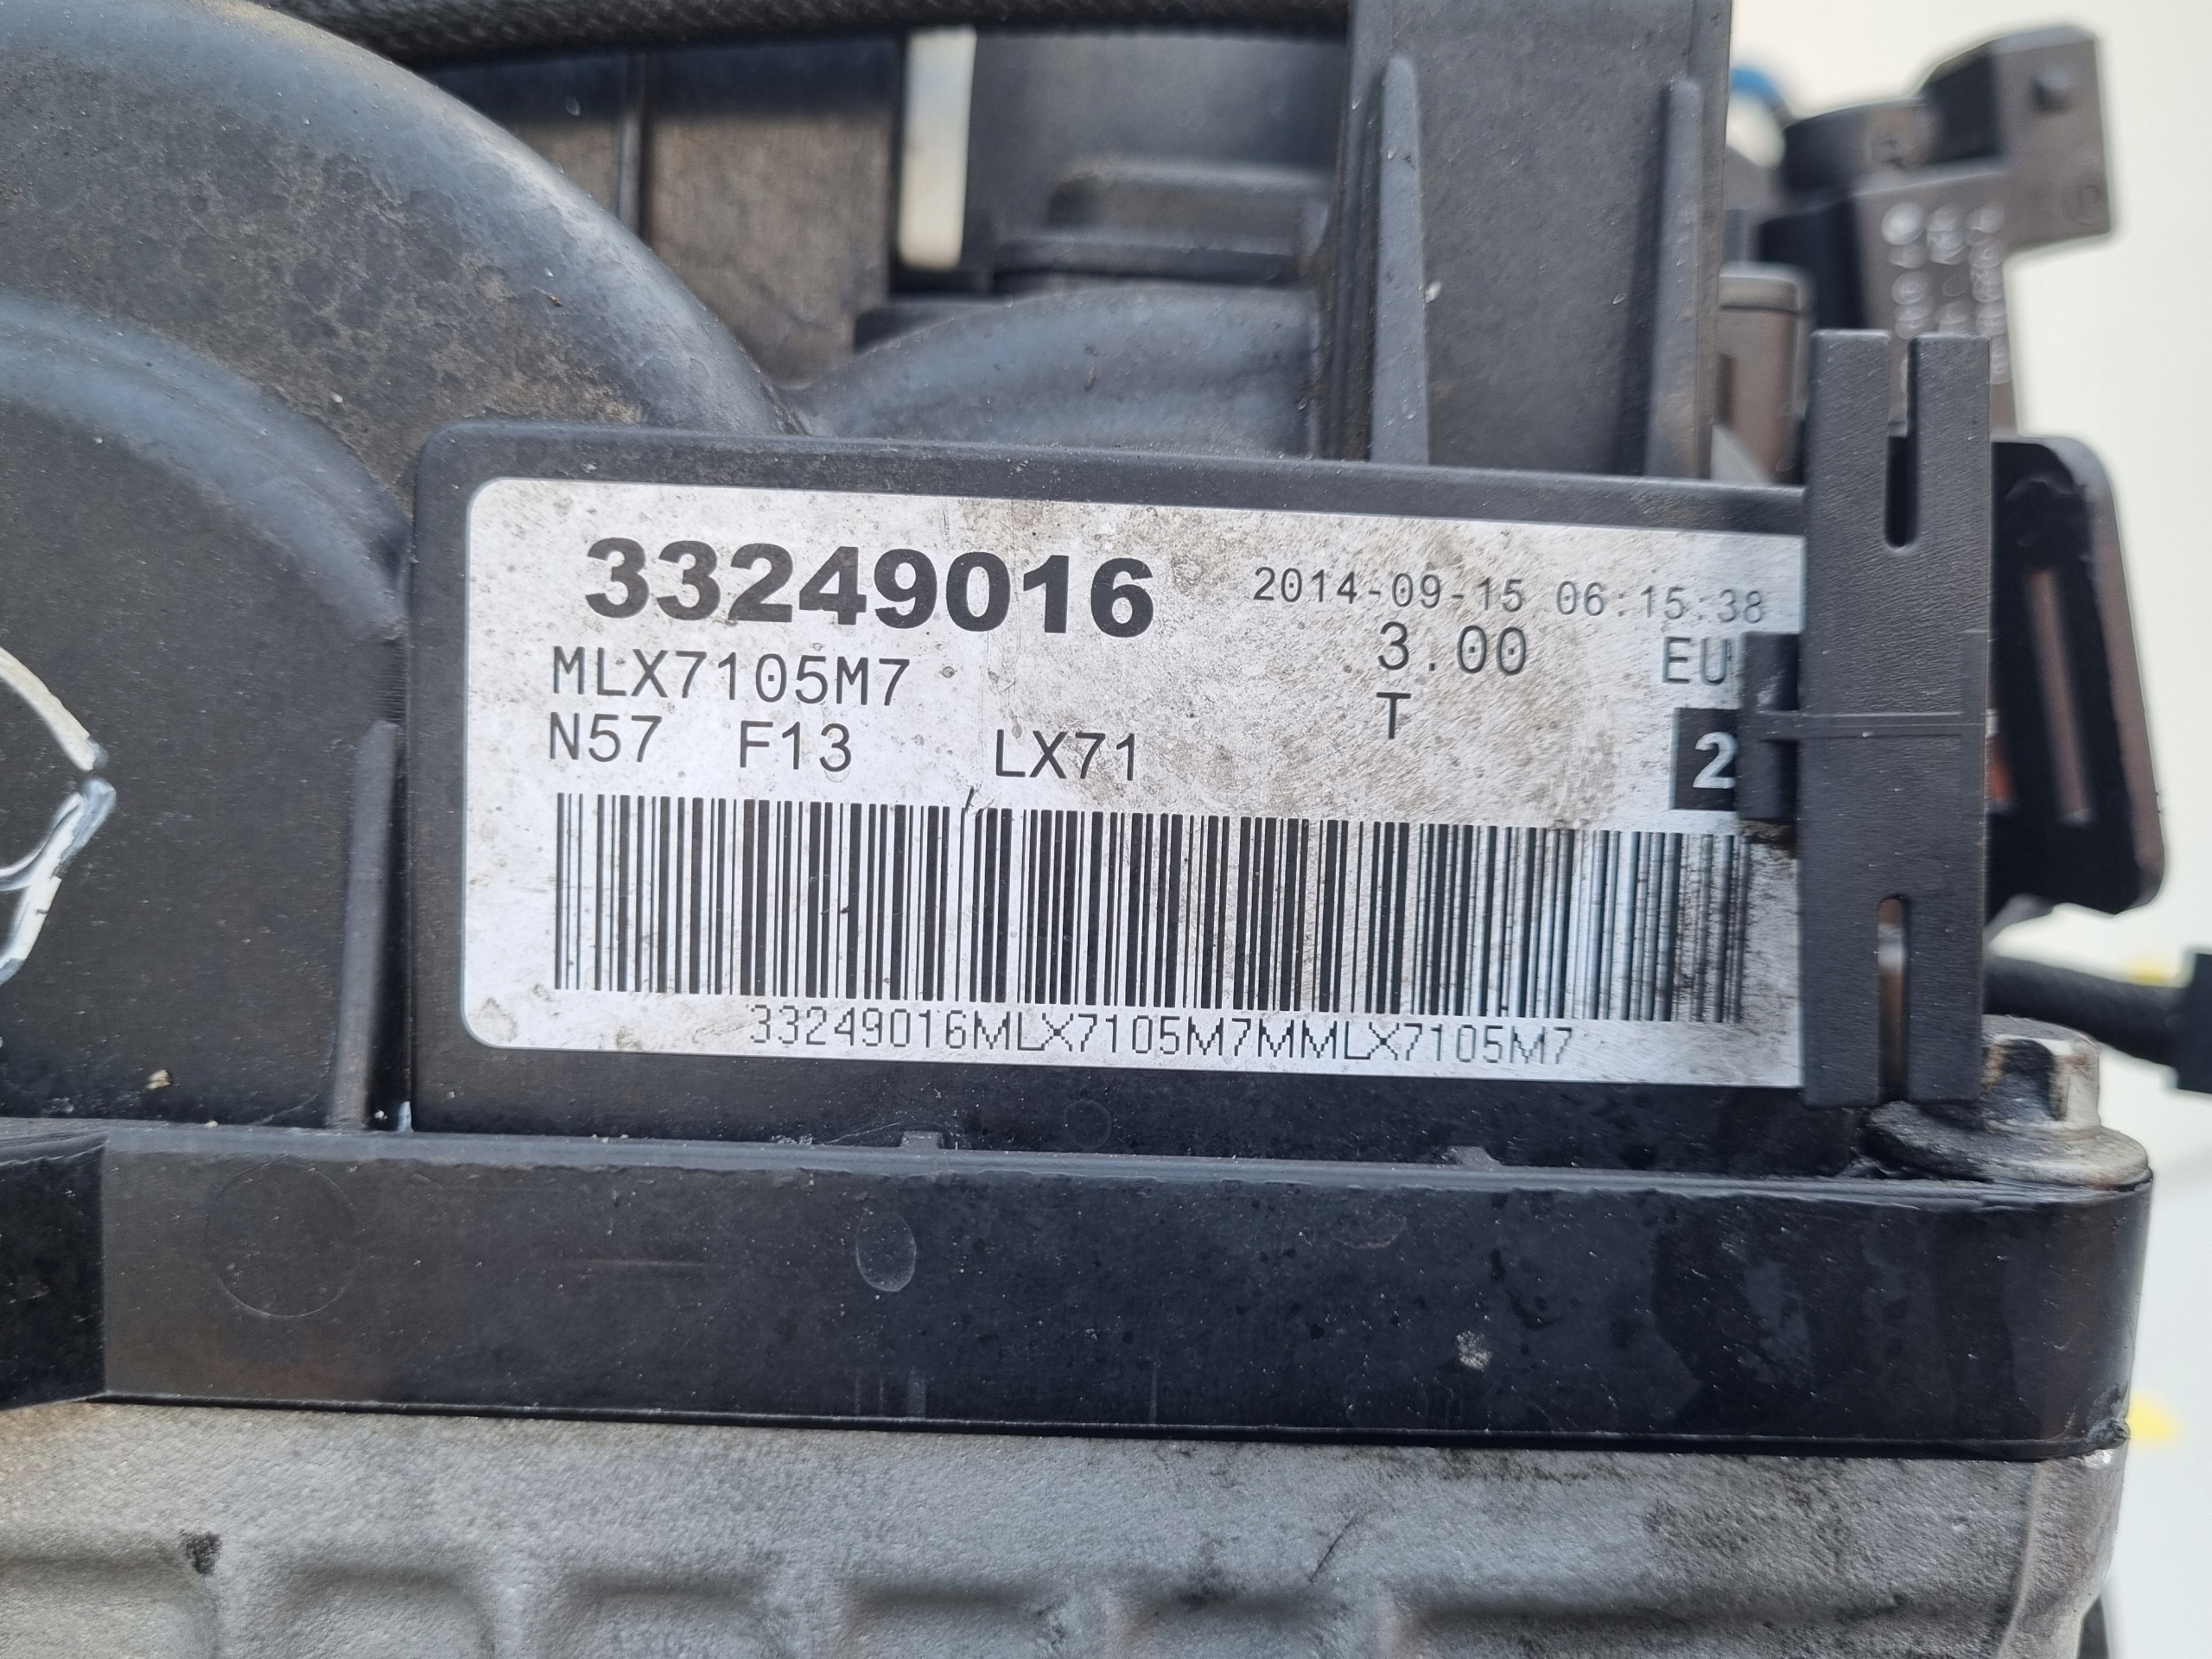 33249016 2014-09-15 06:15:38
MLX7105M7 3.00 EU
N57 F13 LX71 T 2
33249016MLX7105M7MMLX7105M7